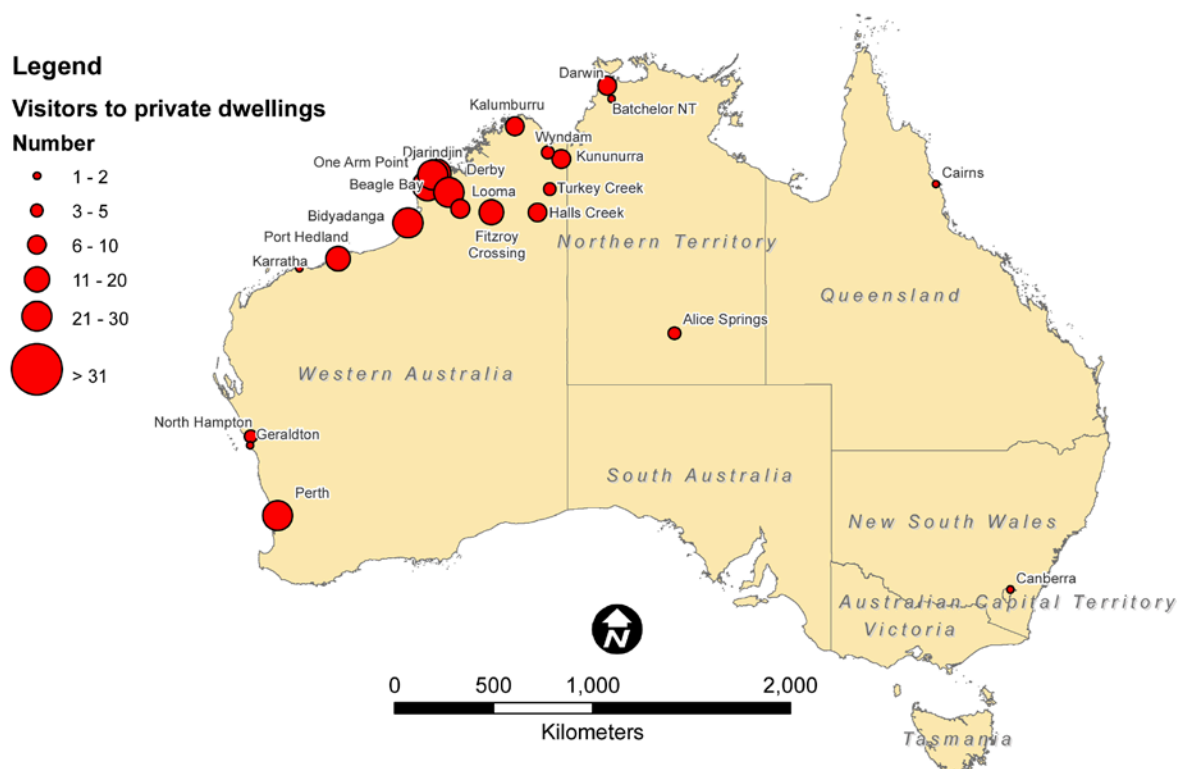 Legend
Visitors to private dwellings
Number
1 - 2
3 - 5
6 - 10
11 - 20
21 - 30
> 31
Darwin
Batchelor NT
Kalumburru
Wyndam
Kununurra
Djarindjin
One Arm Point
Derby
Beagle Bay
Looma
Turkey Creek
Cairns
Bidyadanga
Halls Creek
Fitzroy
Crossing
Northern Territory
Port Hedland
Karratha
Queensland
Alice Springs
Western Australia
North Hampton
Geraldton
South Australia
Perth
New South Wales
Canberra
Australian Capital Territory
Victoria
N
0
500
1,000
2,000
Kilometers
Tasmania